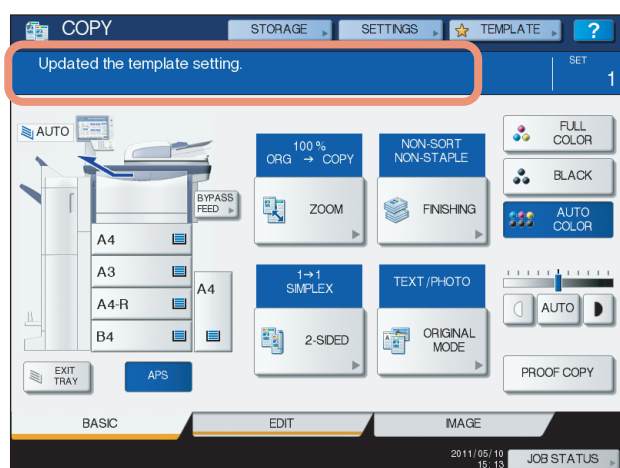 COPY
STORAGE
SETTINGS
TEMPLATE
?
Updated the template setting.
SET
1
AUTO
100 %
ORG → COPY
NON-SORT
NON-STAPLE
FULL
COLOR
BLACK
AUTO
COLOR
BYPASS
FEED
ZOOM
FINISHING
A4
A3
A4-R
B4
A4
1→1
SIMPLEX
TEXT/PHOTO
2-SIDED
ORIGINAL
MODE
AUTO
EXIT
TRAY
APS
PROOF COPY
BASIC
EDIT
IMAGE
2011/05/10
15:13
JOB STATUS